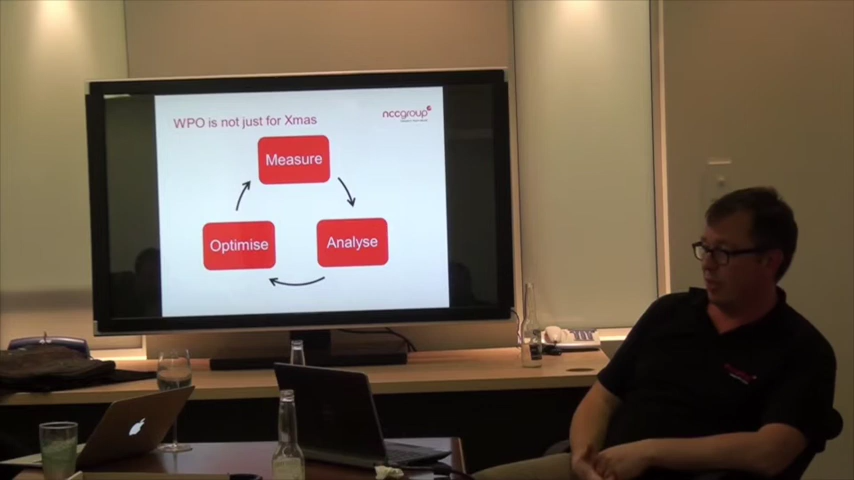 WPO is not just for Xmas
nccgroup
Measure
Optimise
Analyse